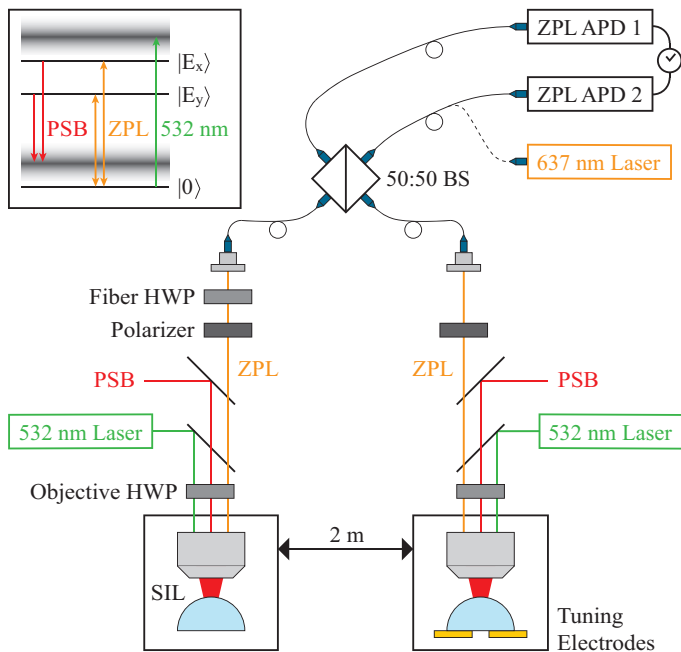 ZPL APD 1
|Eₓ⟩
|Eᵧ⟩
ZPL APD 2
PSB
ZPL
532 nm
637 nm Laser
|0⟩
50:50 BS
Fiber HWP
Polarizer
ZPL
ZPL
PSB
PSB
532 nm Laser
532 nm Laser
Objective HWP
2 m
SIL
Tuning
Electrodes